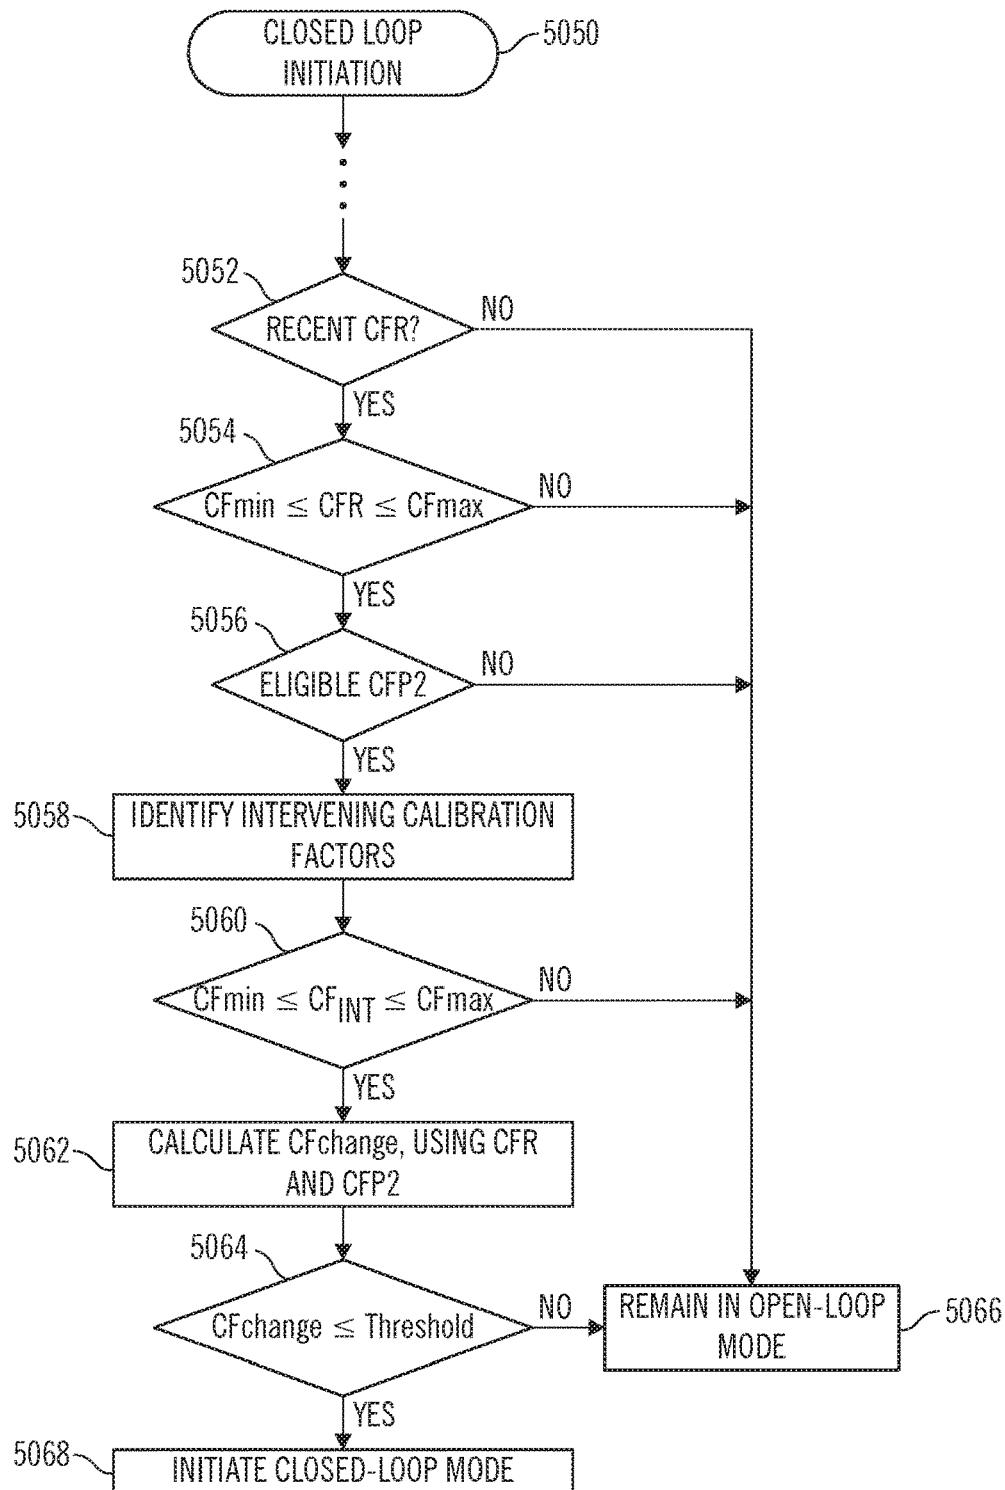 CLOSED LOOP
INITIATION
5050
5052
RECENT CFR?
NO
YES
5054
CFmin ≤ CFR ≤ CFmax
NO
YES
5056
ELIGIBLE CFP2
NO
YES
5058
IDENTIFY INTERVENING CALIBRATION
FACTORS
5060
CFmin ≤ CFINT ≤ CFmax
NO
YES
5062
CALCULATE CFchange, USING CFR
AND CFP2
5064
CFchange ≤ Threshold
NO
REMAIN IN OPEN-LOOP
MODE
5066
YES
5068
INITIATE CLOSED-LOOP MODE